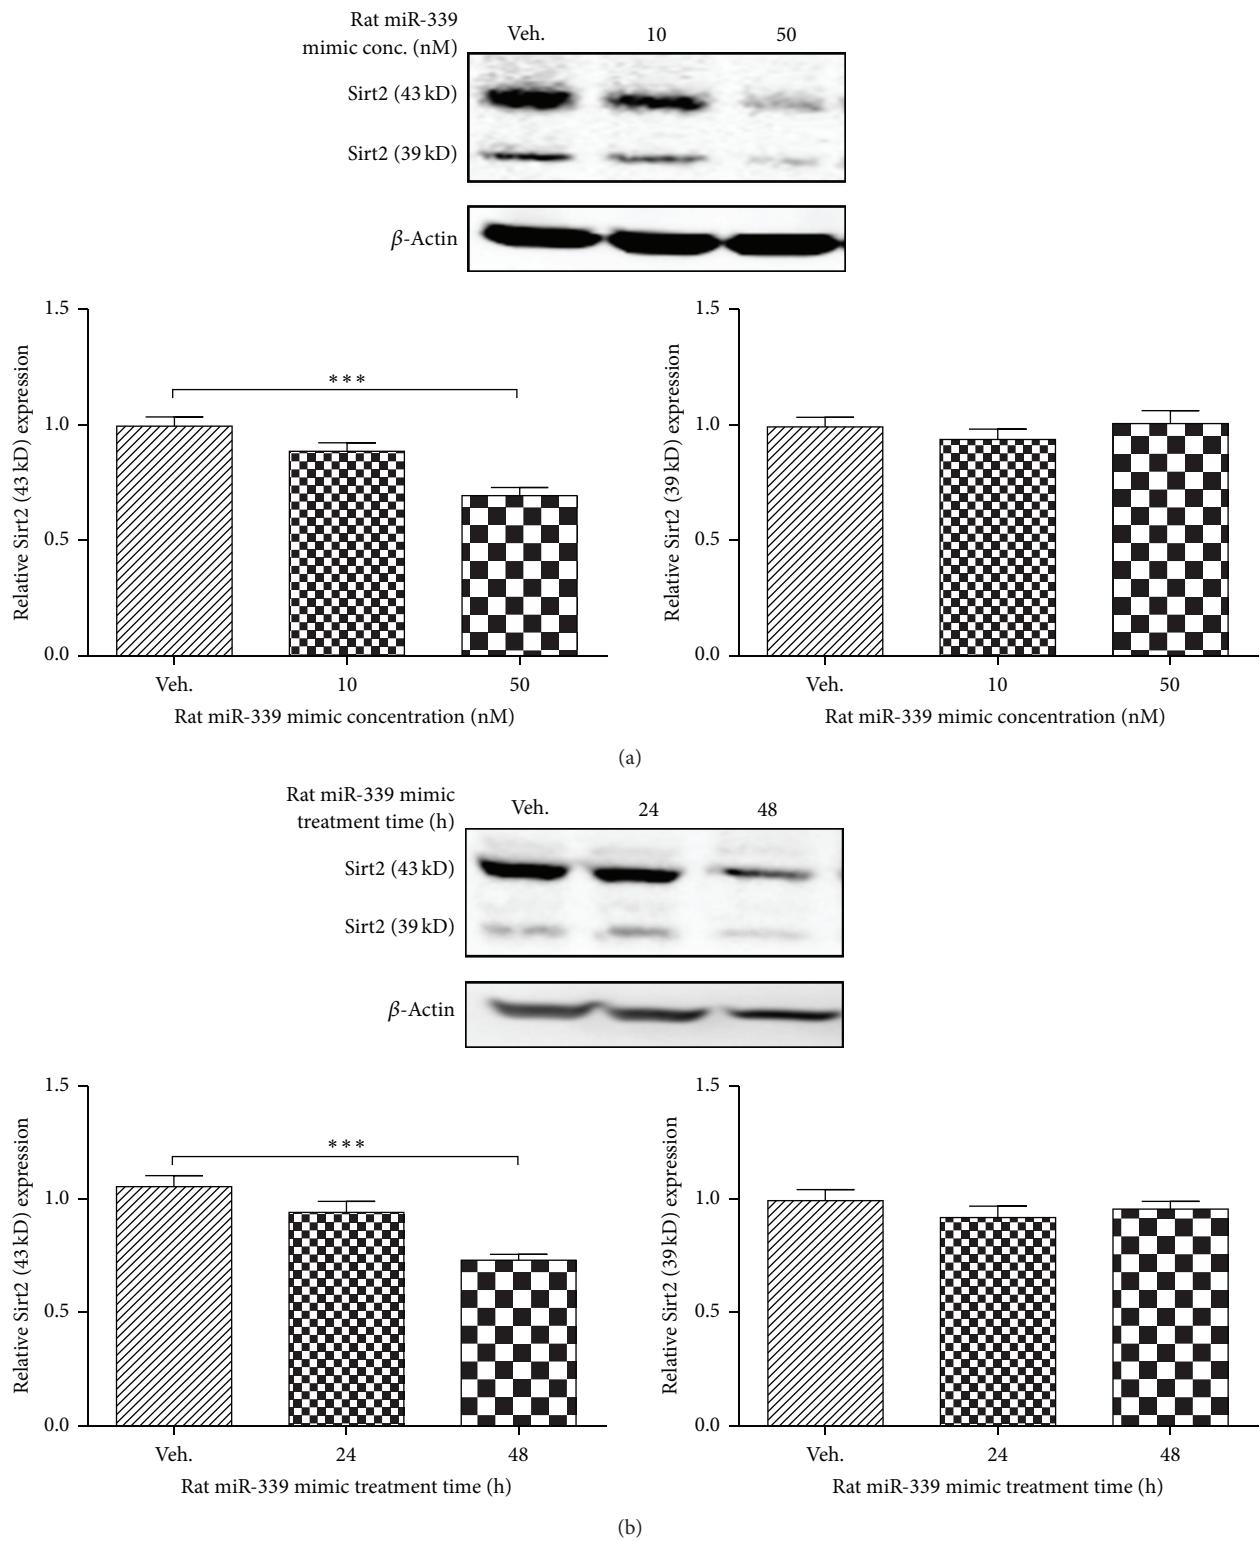 Rat miR-339
mimic conc. (nM)
Veh. 10 50
Sirt2 (43 kD)
Sirt2 (39 kD)
β-Actin
Relative Sirt2 (43 kD) expression
1.5
1.0
0.5
0.0
***
Veh. 10 50
Rat miR-339 mimic concentration (nM)
Relative Sirt2 (39 kD) expression
1.5
1.0
0.5
0.0
Veh. 10 50
Rat miR-339 mimic concentration (nM)
(a)
Rat miR-339 mimic
treatment time (h)
Veh. 24 48
Sirt2 (43 kD)
Sirt2 (39 kD)
β-Actin
Relative Sirt2 (43 kD) expression
1.5
1.0
0.5
0.0
***
Veh. 24 48
Rat miR-339 mimic treatment time (h)
Relative Sirt2 (39 kD) expression
1.5
1.0
0.5
0.0
Veh. 24 48
Rat miR-339 mimic treatment time (h)
(b)